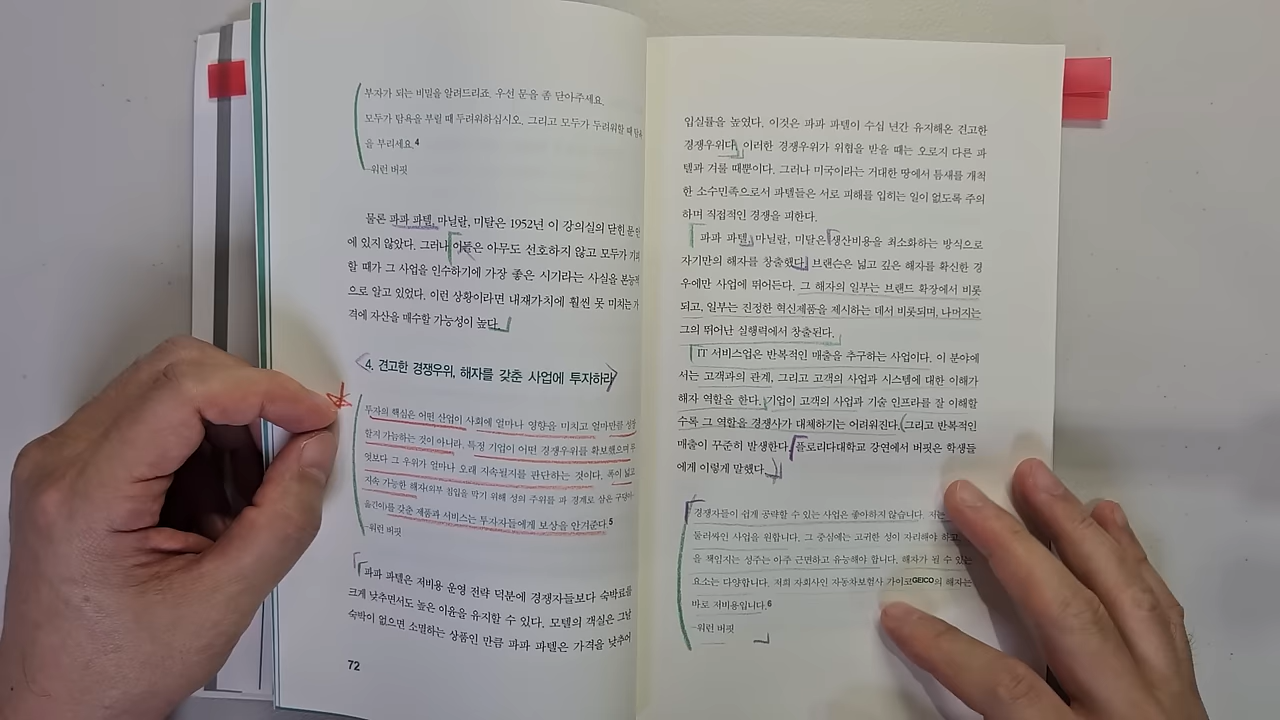 부자가 되는 비밀을 알려드리죠. 우선 문을 좀 닫아주세요.
모두가 탐욕을 부릴 때 두려워하십시오. 그리고 모두가 두려워할 때 탐욕
을 부리세요.4
–워런 버핏
물론 파파 파텔, 마닐랄, 미탈은 1952년 이 강의실의 닫힌 문 안
에 있지 않았다. 그러나 이들은 아무도 선호하지 않고 모두가 기피
할 때가 그 사업을 인수하기에 가장 좋은 시기라는 사실을 본능적
으로 알고 있었다. 이런 상황이라면 내재가치에 훨씬 못 미치는 가
격에 자산을 매수할 가능성이 높다.
4. 견고한 경쟁우위, 해자를 갖춘 사업에 투자하라
투자의 핵심은 어떤 산업이 사회에 얼마나 영향을 미치고 얼마만큼 성장
할지 가늠하는 것이 아니라, 특정 기업이 어떤 경쟁우위를 확보했으며 무
엇보다 그 우위가 얼마나 오래 지속될지를 판단하는 것이다. 폭이 넓고
지속 가능한 해자(외부 침입을 막기 위해 성의 주위를 파 경계로 삼은 구덩이–
옮긴이)를 갖춘 제품과 서비스는 투자자들에게 보상을 안겨준다.5
–워런 버핏
파파 파텔은 저비용 운영 전략 덕분에 경쟁자들보다 숙박료를
크게 낮추면서도 높은 이윤을 유지할 수 있다. 모텔의 객실은 그날
숙박이 없으면 소멸하는 상품인 만큼 파파 파텔은 가격을 낮추어
72
입실률을 높였다. 이것은 파파 파텔이 수십 년간 유지해온 견고한
경쟁우위다. 이러한 경쟁우위가 위협을 받을 때는 오로지 다른 파
텔과 겨룰 때뿐이다. 그러나 미국이라는 거대한 땅에서 틈새를 개척
한 소수민족으로서 파텔들은 서로 피해를 입히는 일이 없도록 주의
하며 직접적인 경쟁을 피한다.
파파 파텔, 마닐랄, 미탈은 생산비용을 최소화하는 방식으로
자기만의 해자를 창출했다. 브랜슨은 넓고 깊은 해자를 확신한 경
우에만 사업에 뛰어든다. 그 해자의 일부는 브랜드 확장에서 비롯
되고, 일부는 진정한 혁신제품을 제시하는 데서 비롯되며, 나머지는
그의 뛰어난 실행력에서 창출된다.
IT 서비스업은 반복적인 매출을 추구하는 사업이다. 이 분야에
서는 고객과의 관계, 그리고 고객의 사업과 시스템에 대한 이해가
해자 역할을 한다. 기업이 고객의 사업과 기술 인프라를 잘 이해할
수록 그 역할을 경쟁사가 대체하기는 어려워진다. 그리고 반복적인
매출이 꾸준히 발생한다. 플로리다대학교 강연에서 버핏은 학생들
에게 이렇게 말했다.
경쟁자들이 쉽게 공략할 수 있는 사업은 좋아하지 않습니다. 저는
둘러싸인 사업을 원합니다. 그 중심에는 고귀한 성이 자리해야 하고,
을 책임지는 성주는 아주 근면하고 유능해야 합니다. 해자가 될 수 있는
요소는 다양합니다. 저희 자회사인 자동차보험사 가이코GEICO의 해자는
바로 저비용입니다.6
–워런 버핏